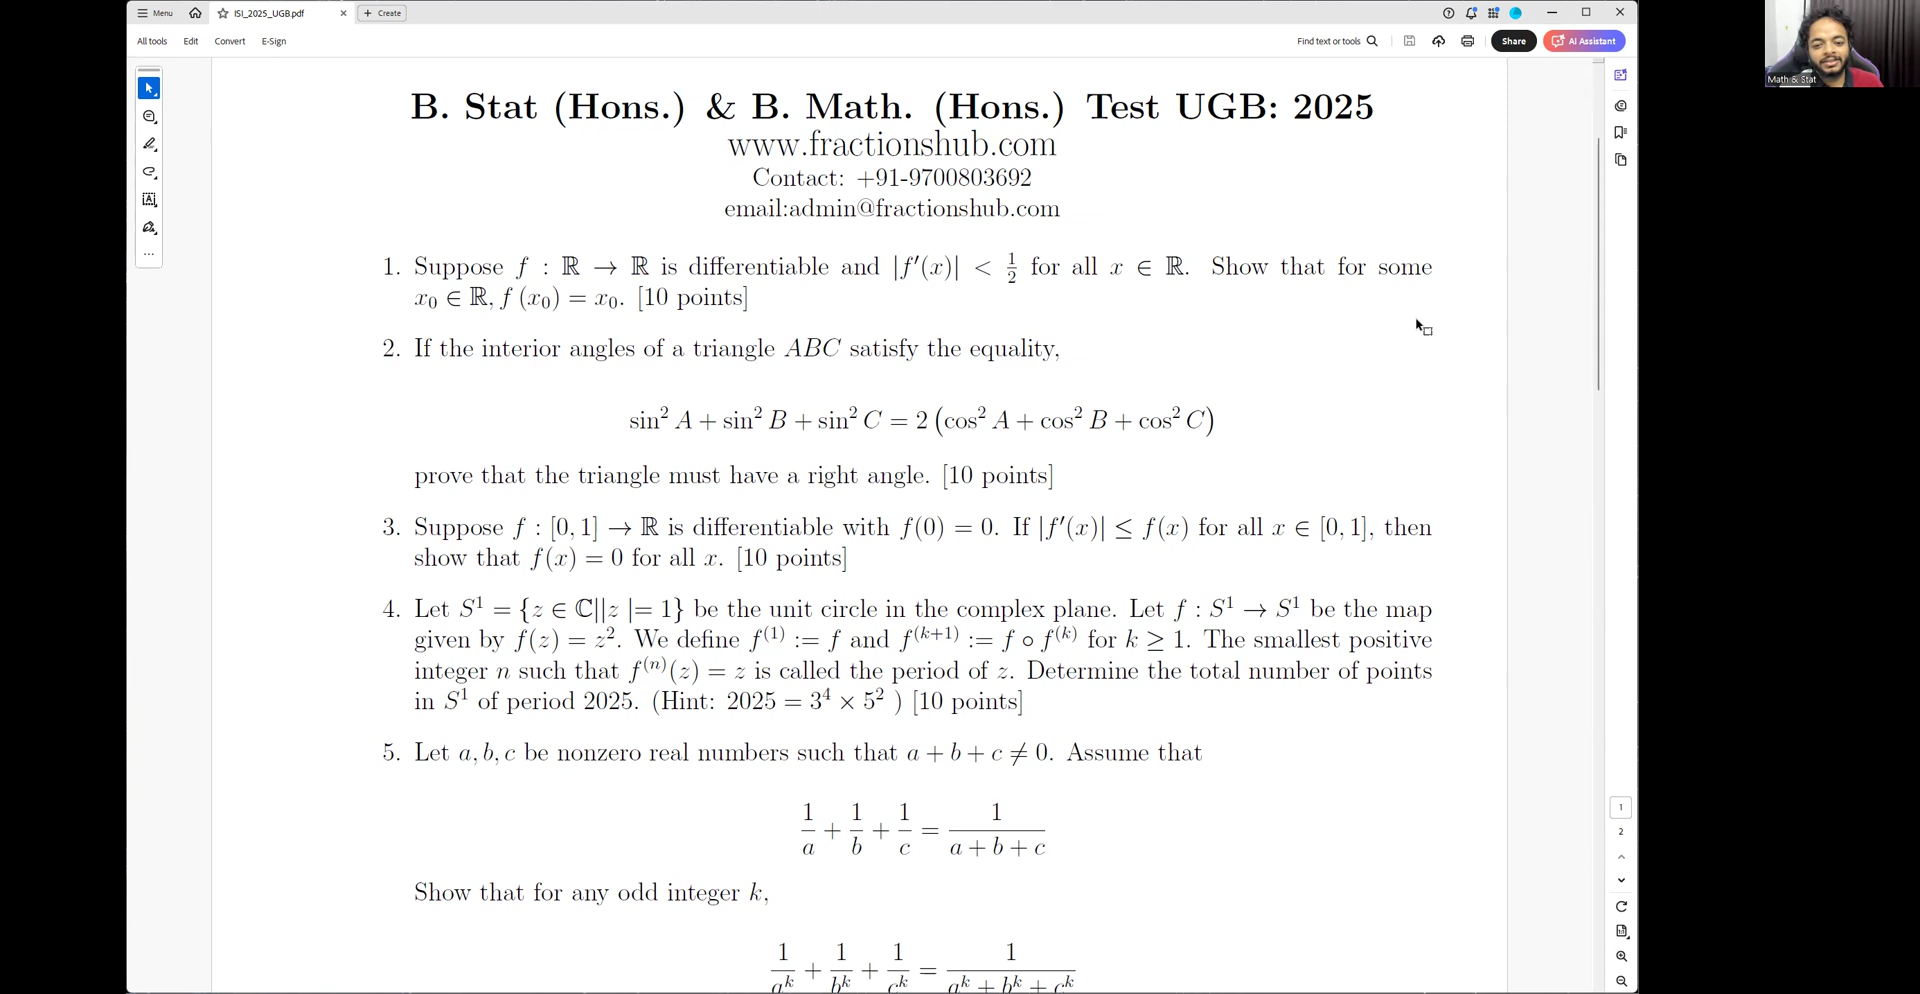 Menu
ISI_2025_UGB.pdf
Create
All tools Edit Convert E-Sign
Find text or tools
Share
AI Assistant
Math & Stat
B. Stat (Hons.) & B. Math. (Hons.) Test UGB: 2025
www.fractionshub.com
Contact: +91-9700803692
email:admin@fractionshub.com
1. Suppose f : ℝ → ℝ is differentiable and |f′(x)| < 1/2 for all x ∈ ℝ. Show that for some
x₀ ∈ ℝ, f (x₀) = x₀. [10 points]
2. If the interior angles of a triangle ABC satisfy the equality,
sin² A + sin² B + sin² C = 2 (cos² A + cos² B + cos² C)
prove that the triangle must have a right angle. [10 points]
3. Suppose f : [0, 1] → ℝ is differentiable with f(0) = 0. If |f′(x)| ≤ f(x) for all x ∈ [0, 1], then
show that f(x) = 0 for all x. [10 points]
4. Let S¹ = {z ∈ ℂ||z |= 1} be the unit circle in the complex plane. Let f : S¹ → S¹ be the map
given by f(z) = z². We define f⁽¹⁾ := f and f⁽ᵏ⁺¹⁾ := f ∘ f⁽ᵏ⁾ for k ≥ 1. The smallest positive
integer n such that f⁽ⁿ⁾(z) = z is called the period of z. Determine the total number of points
in S¹ of period 2025. (Hint: 2025 = 3⁴ × 5² ) [10 points]
5. Let a, b, c be nonzero real numbers such that a + b + c ≠ 0. Assume that
1/a + 1/b + 1/c = 1/(a + b + c)
Show that for any odd integer k,
1/aᵏ + 1/bᵏ + 1/cᵏ = 1/(aᵏ + bᵏ + cᵏ)
1
2